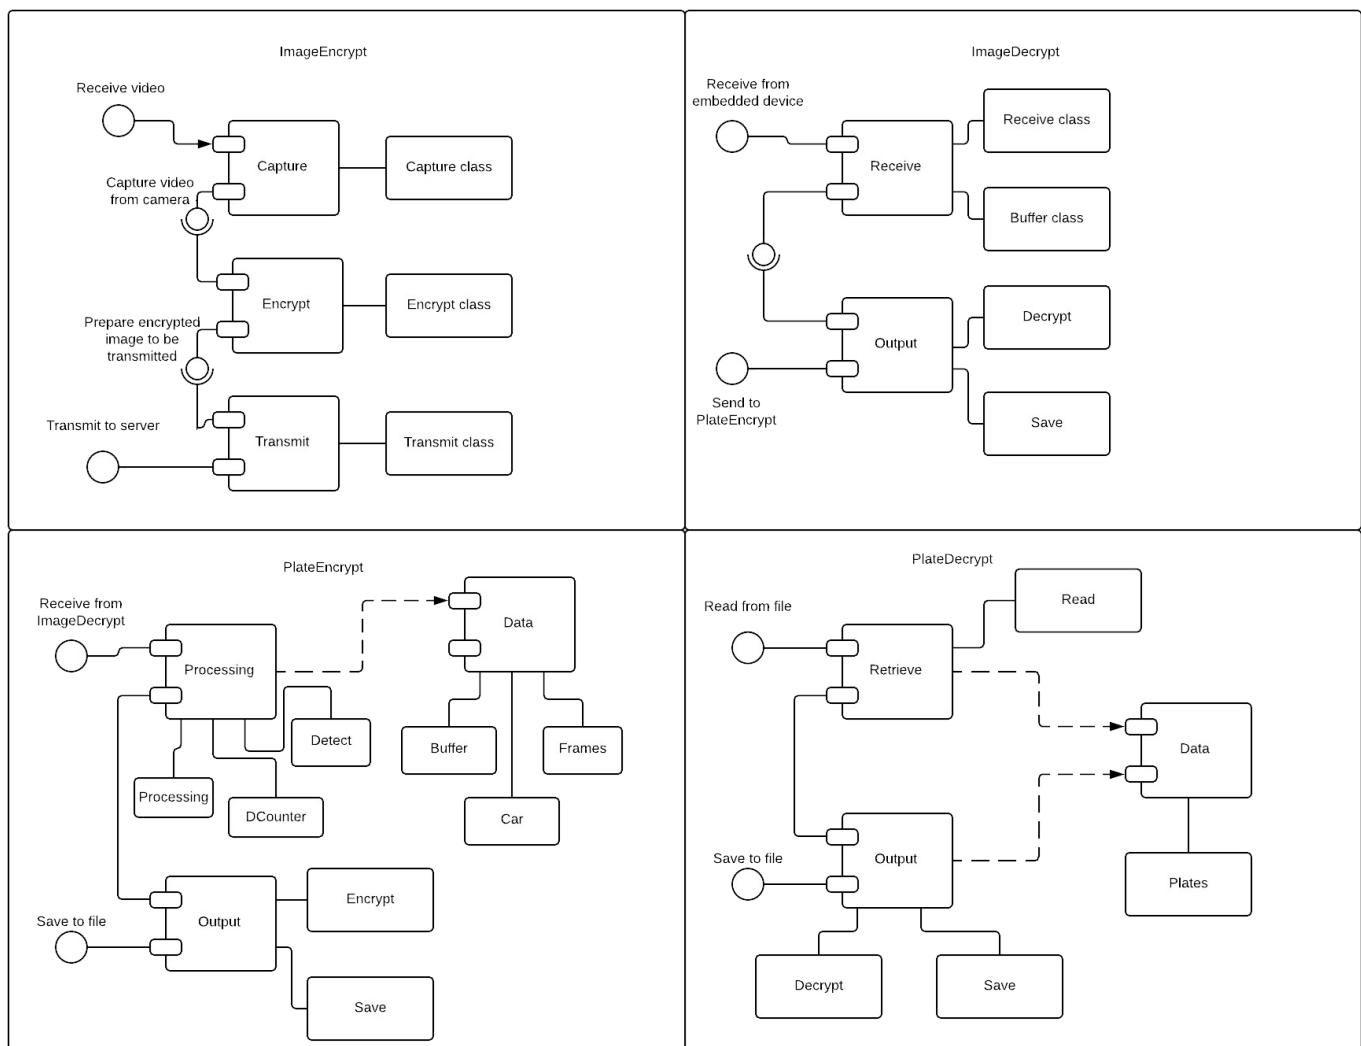 ImageEncrypt
Receive video
Capture
Capture class
Capture video
from camera
Encrypt
Encrypt class
Prepare encrypted
image to be
transmitted
Transmit to server
Transmit
Transmit class
ImageDecrypt
Receive from
embedded device
Receive class
Receive
Buffer class
Decrypt
Output
Send to
PlateEncrypt
Save
PlateEncrypt
Receive from
ImageDecrypt
Data
Processing
Detect
Buffer
Frames
Processing
DCounter
Car
Encrypt
Save to file
Output
Save
PlateDecrypt
Read from file
Read
Retrieve
Data
Save to file
Output
Plates
Decrypt
Save